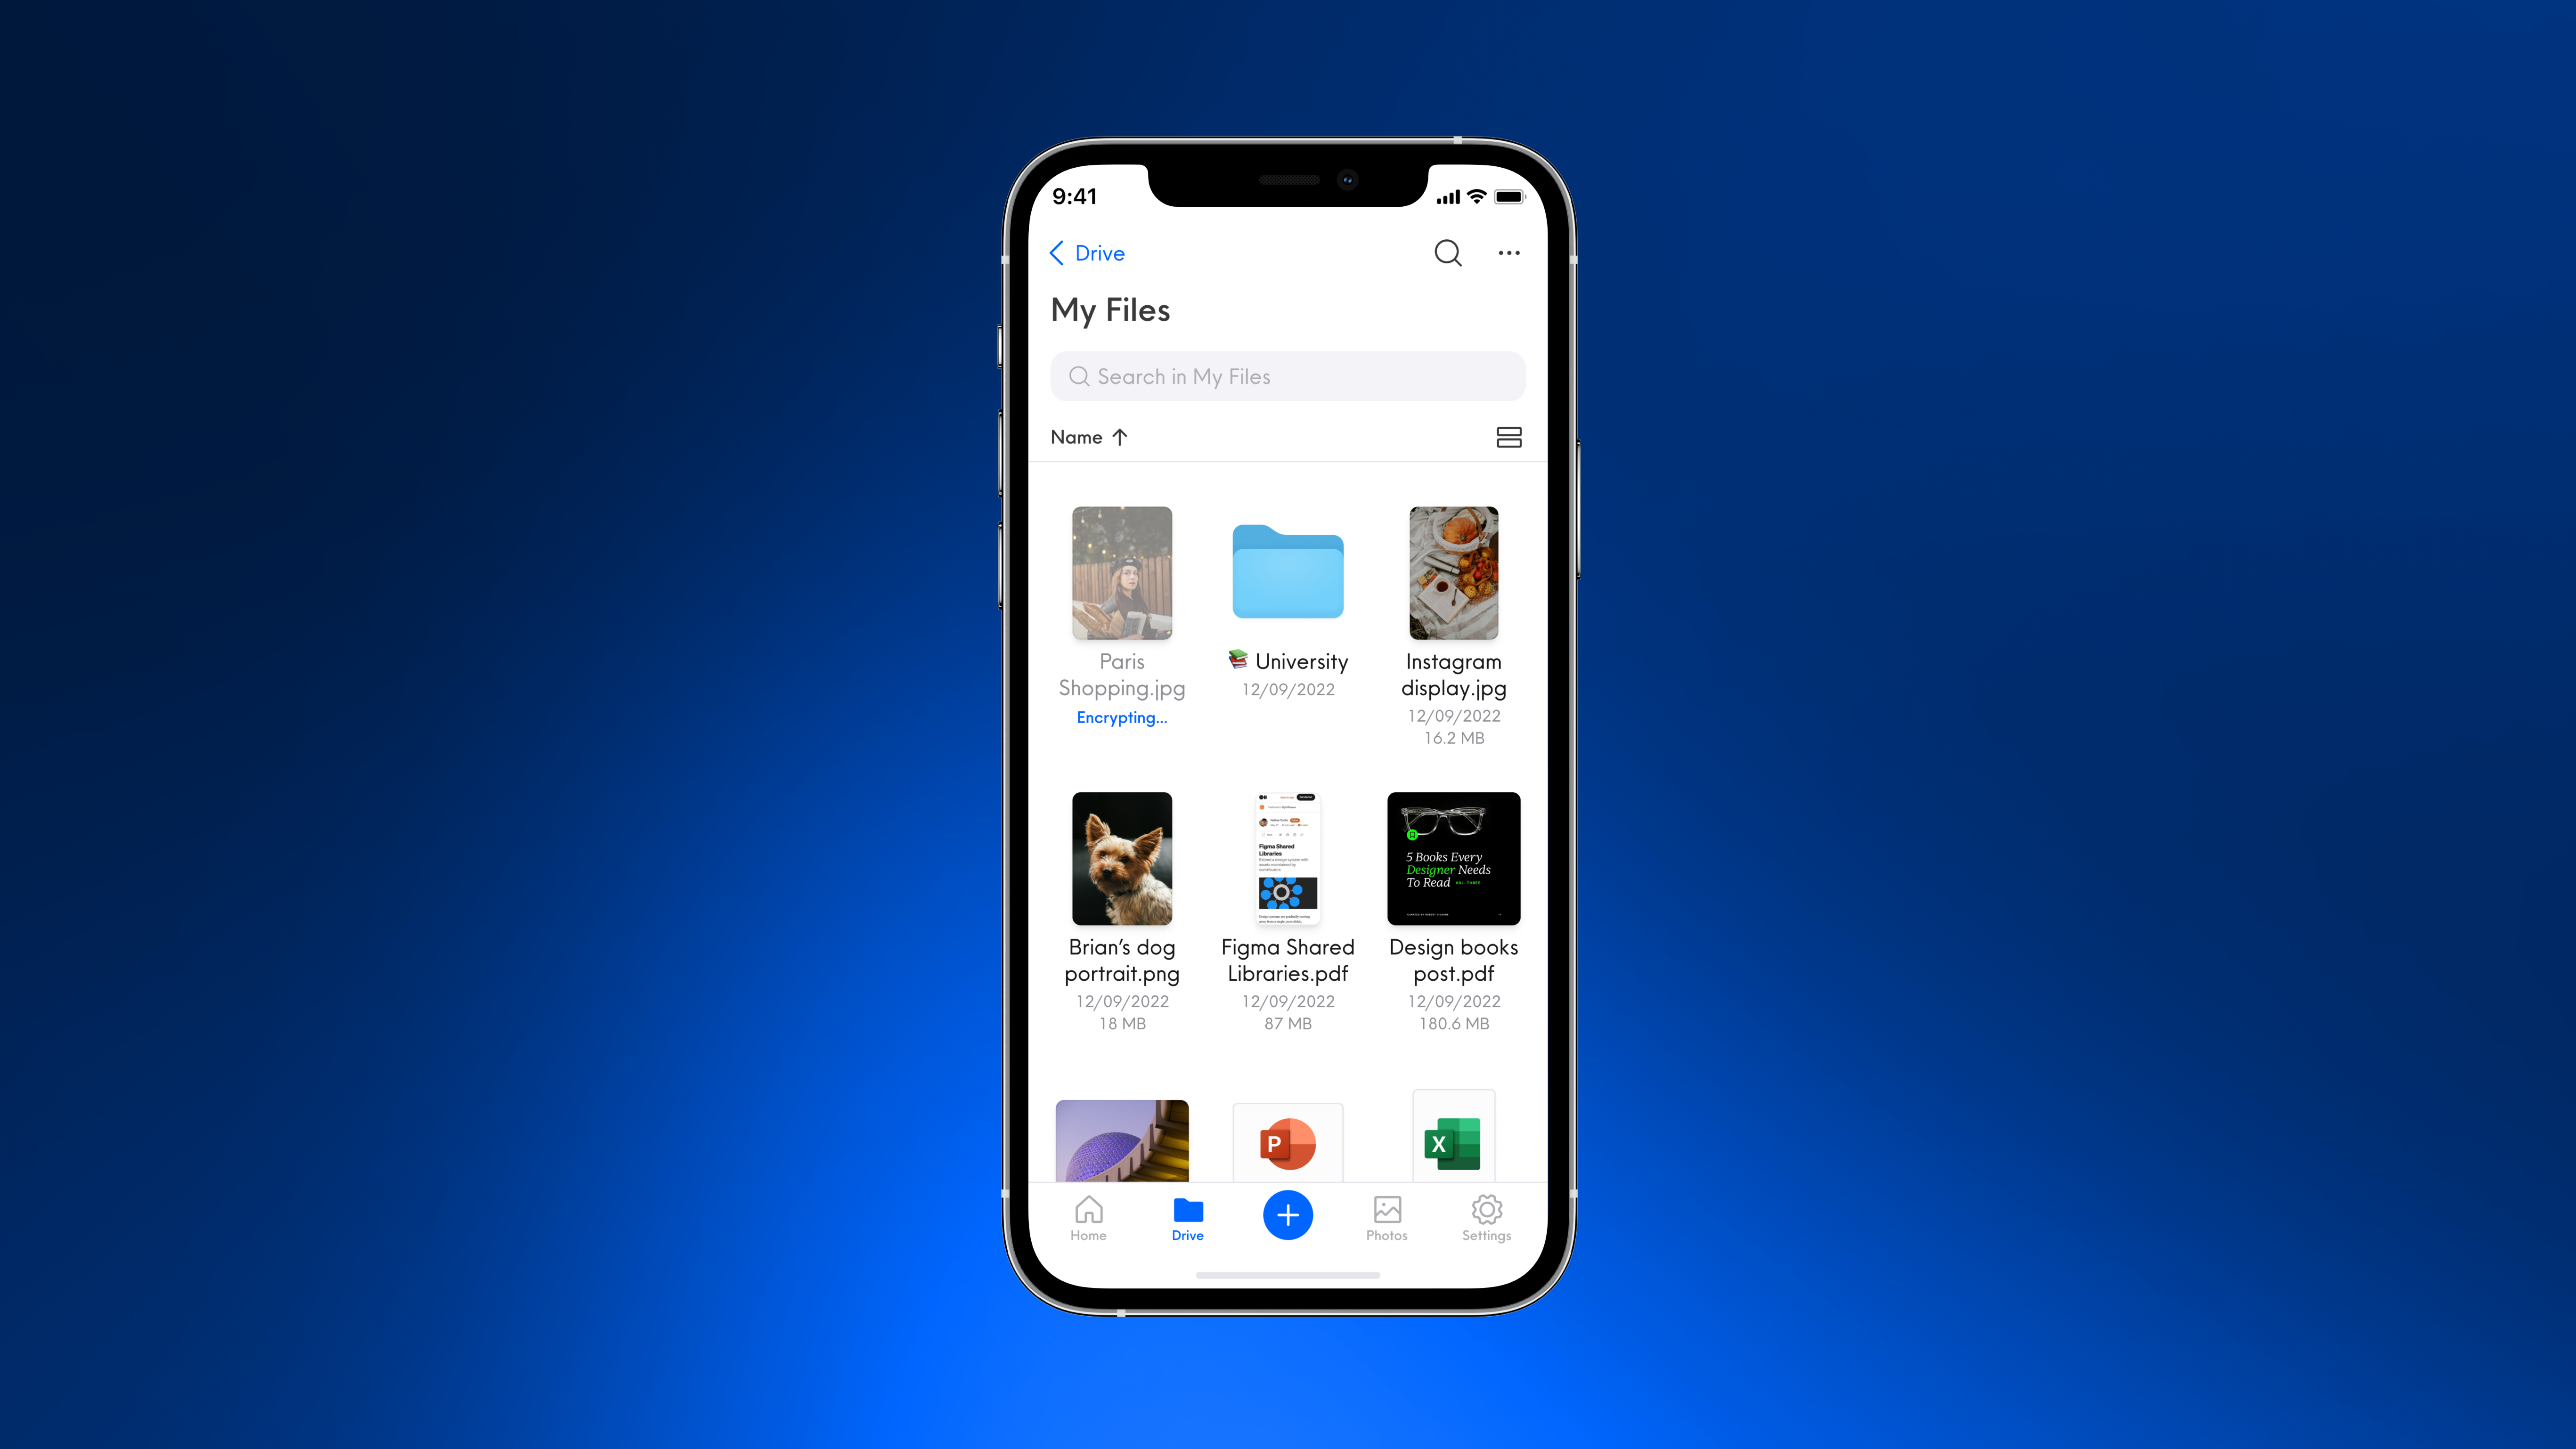 9:41
Drive
My Files
Search in My Files
Name ↑
Paris
Shopping.jpg
Encrypting...
📚 University
12/09/2022
Instagram
display.jpg
12/09/2022
16.2 MB
Figma Shared
Libraries
5 Books Every
Designer Needs
To Read VOL. THREE
Brian’s dog
portrait.png
12/09/2022
18 MB
Figma Shared
Libraries.pdf
12/09/2022
87 MB
Design books
post.pdf
12/09/2022
180.6 MB
P
X
Home
Drive
Photos
Settings